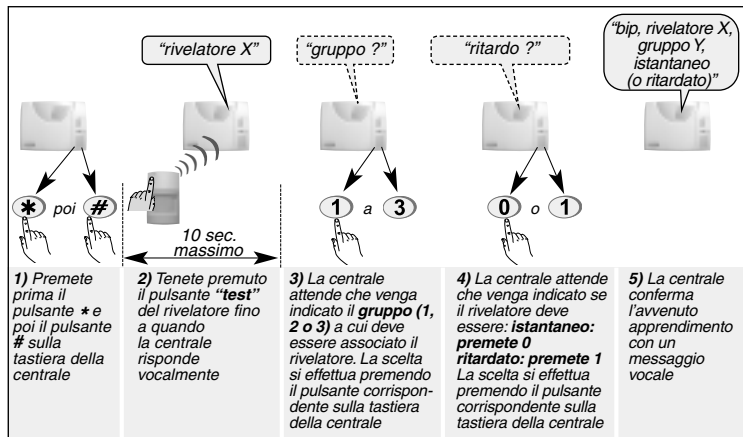 “rivelatore X”
“gruppo ?”
“ritardo ?”
“bip, rivelatore X,
gruppo Y,
istantaneo
(o ritardato)”
* poi #
10 sec.
massimo
1 a 3
0 o 1
1) Premete
prima il
pulsante * e
poi il pulsante
# sulla
tastiera della
centrale
2) Tenete premuto
il pulsante “test”
del rivelatore fino
a quando
la centrale
risponde
vocalmente
3) La centrale
attende che venga
indicato il gruppo (1,
2 o 3) a cui deve
essere associato il
rivelatore. La scelta
si effettua premendo
il pulsante corrispon-
dente sulla tastiera
della centrale
4) La centrale attende
che venga indicato se
il rivelatore deve
essere: istantaneo:
premete 0
ritardato: premete 1
La scelta si effettua
premendo il pulsante
corrispondente sulla
tastiera della centrale
5) La centrale
conferma
l’avvenuto
apprendimento
con un
messaggio
vocale